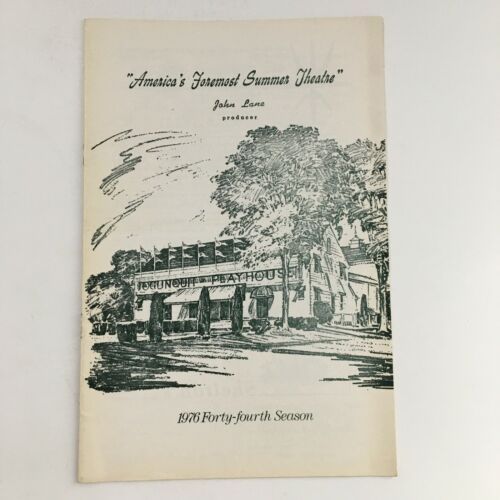 "America's Foremost Summer Theatre"
John Lane
producer
OGUNQUIT PLAYHOUSE
1976 Forty-fourth Season